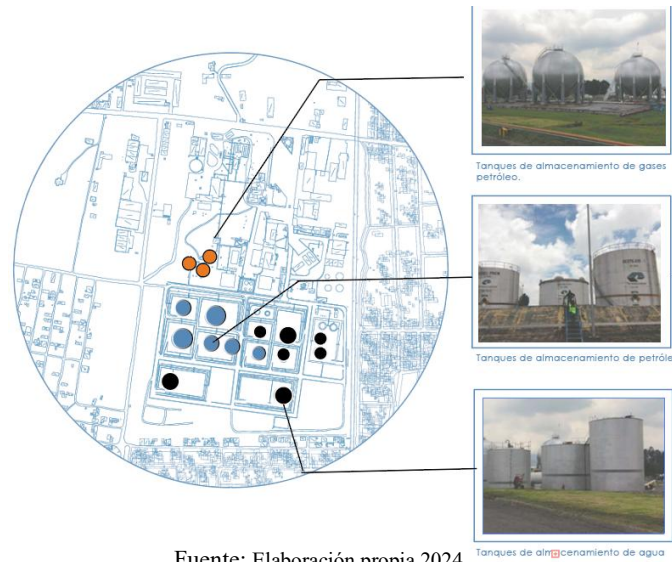 Tanques de almacenamiento de gases
petróleo.
Tanques de almacenamiento de petróle
Tanques de almacenamiento de agua
Fuente: Elaboración propia 2024